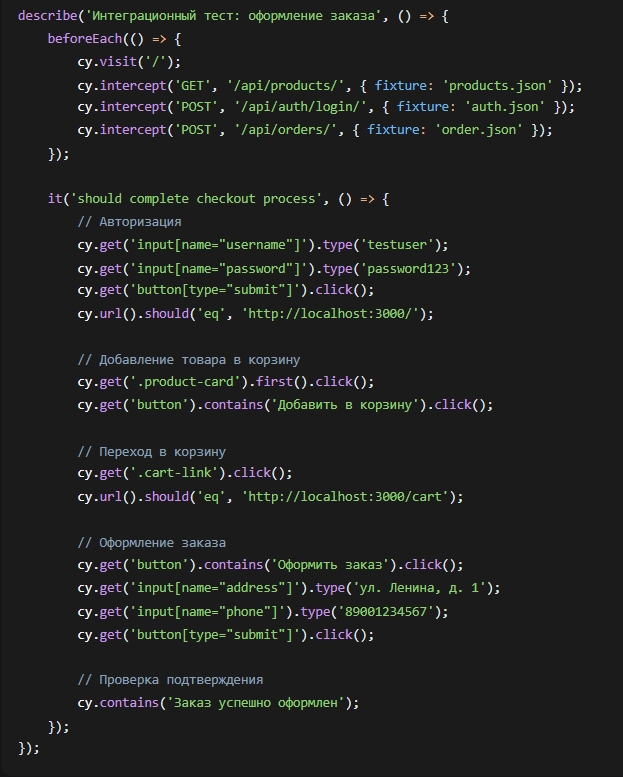 describe('Интеграционный тест: оформление заказа', () => {
    beforeEach(() => {
        cy.visit('/');
        cy.intercept('GET', '/api/products/', { fixture: 'products.json' });
        cy.intercept('POST', '/api/auth/login/', { fixture: 'auth.json' });
        cy.intercept('POST', '/api/orders/', { fixture: 'order.json' });
    });

    it('should complete checkout process', () => {
        // Авторизация
        cy.get('input[name="username"]').type('testuser');
        cy.get('input[name="password"]').type('password123');
        cy.get('button[type="submit"]').click();
        cy.url().should('eq', 'http://localhost:3000/');

        // Добавление товара в корзину
        cy.get('.product-card').first().click();
        cy.get('button').contains('Добавить в корзину').click();

        // Переход в корзину
        cy.get('.cart-link').click();
        cy.url().should('eq', 'http://localhost:3000/cart');

        // Оформление заказа
        cy.get('button').contains('Оформить заказ').click();
        cy.get('input[name="address"]').type('ул. Ленина, д. 1');
        cy.get('input[name="phone"]').type('89001234567');
        cy.get('button[type="submit"]').click();

        // Проверка подтверждения
        cy.contains('Заказ успешно оформлен');
    });
});